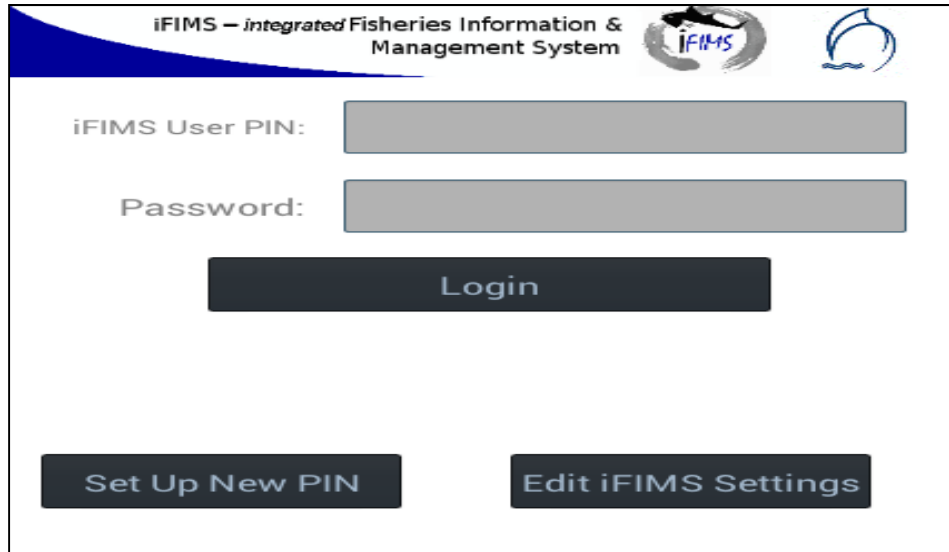 iFIMS – integrated Fisheries Information &
Management System
iFIMS
iFIMS User PIN:
Password:
Login
Set Up New PIN
Edit iFIMS Settings